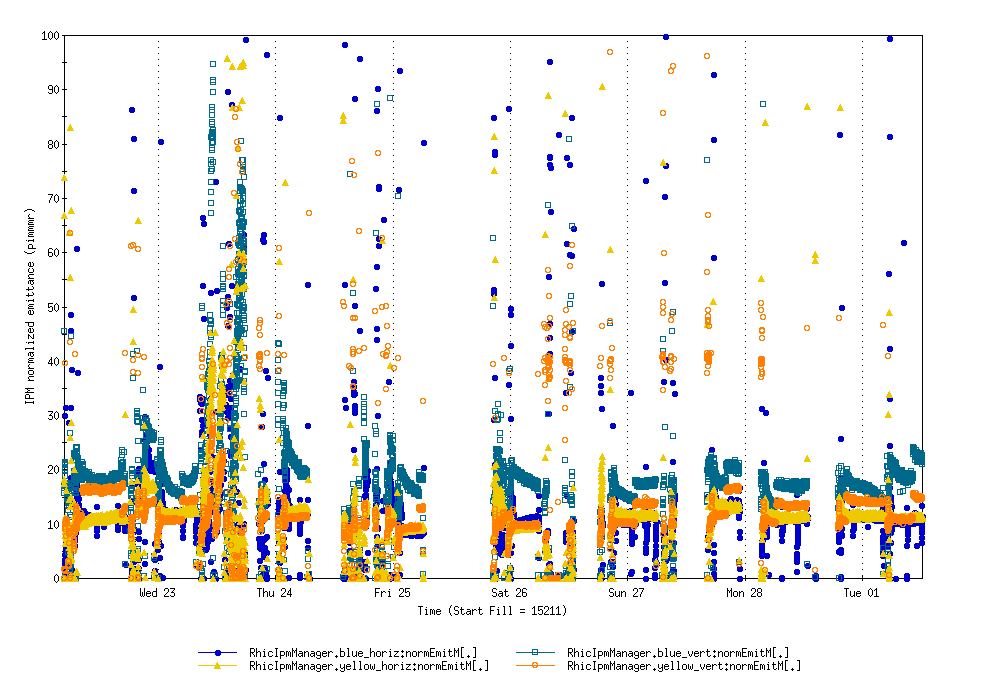 100
90
80
70
60
50
40
30
20
10
0
IPM normalized emittance (pimmmr)
Wed 23 Thu 24 Fri 25 Sat 26 Sun 27 Mon 28 Tue 01
Time (Start Fill = 15211)
RhicIpmManager.blue_horiz:normEmitM[.] RhicIpmManager.blue_vert:normEmitM[.]
RhicIpmManager.yellow_horiz:normEmitM[.] RhicIpmManager.yellow_vert:normEmitM[.]